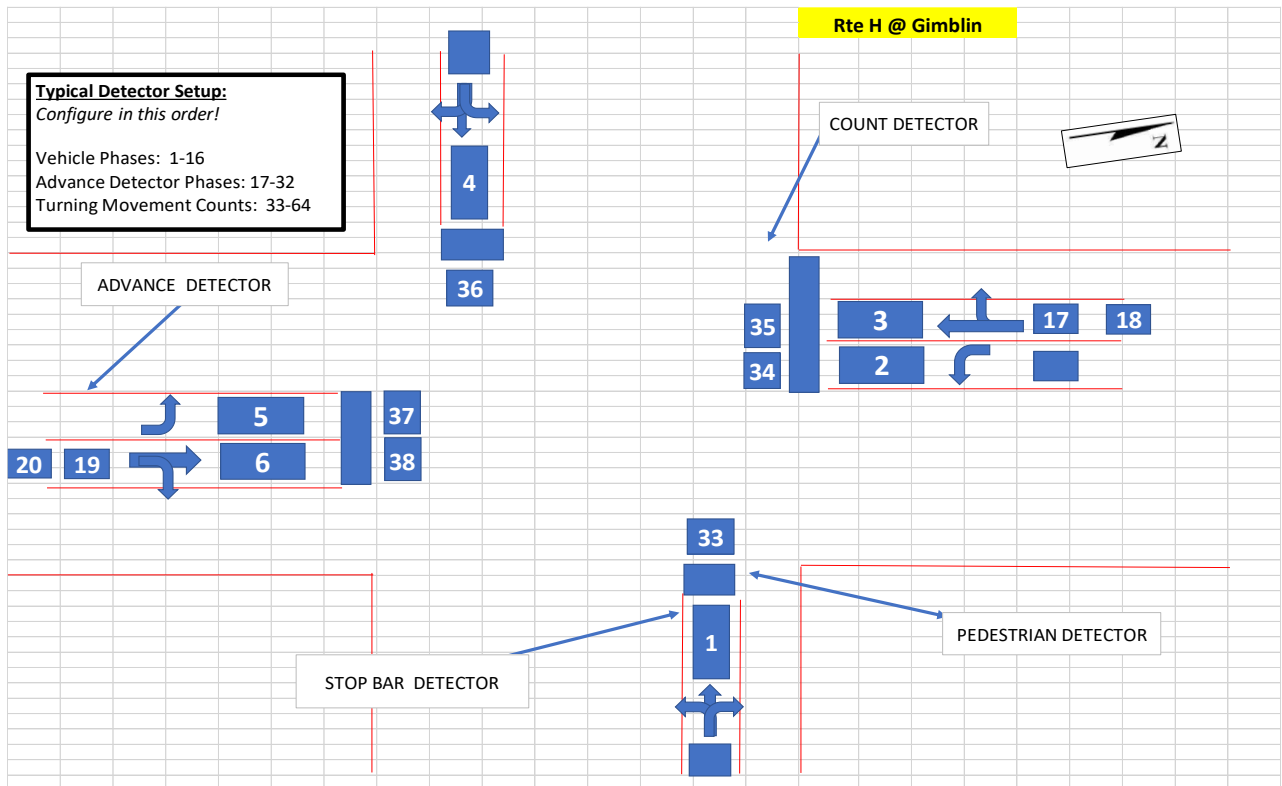 Rte H @ Gimblin
Typical Detector Setup:
Configure in this order!
Vehicle Phases: 1-16
Advance Detector Phases: 17-32
Turning Movement Counts: 33-64
COUNT DETECTOR
N
4
ADVANCE DETECTOR
36
35
3
17
18
34
2
5
37
20
19
6
38
33
PEDESTRIAN DETECTOR
1
STOP BAR DETECTOR